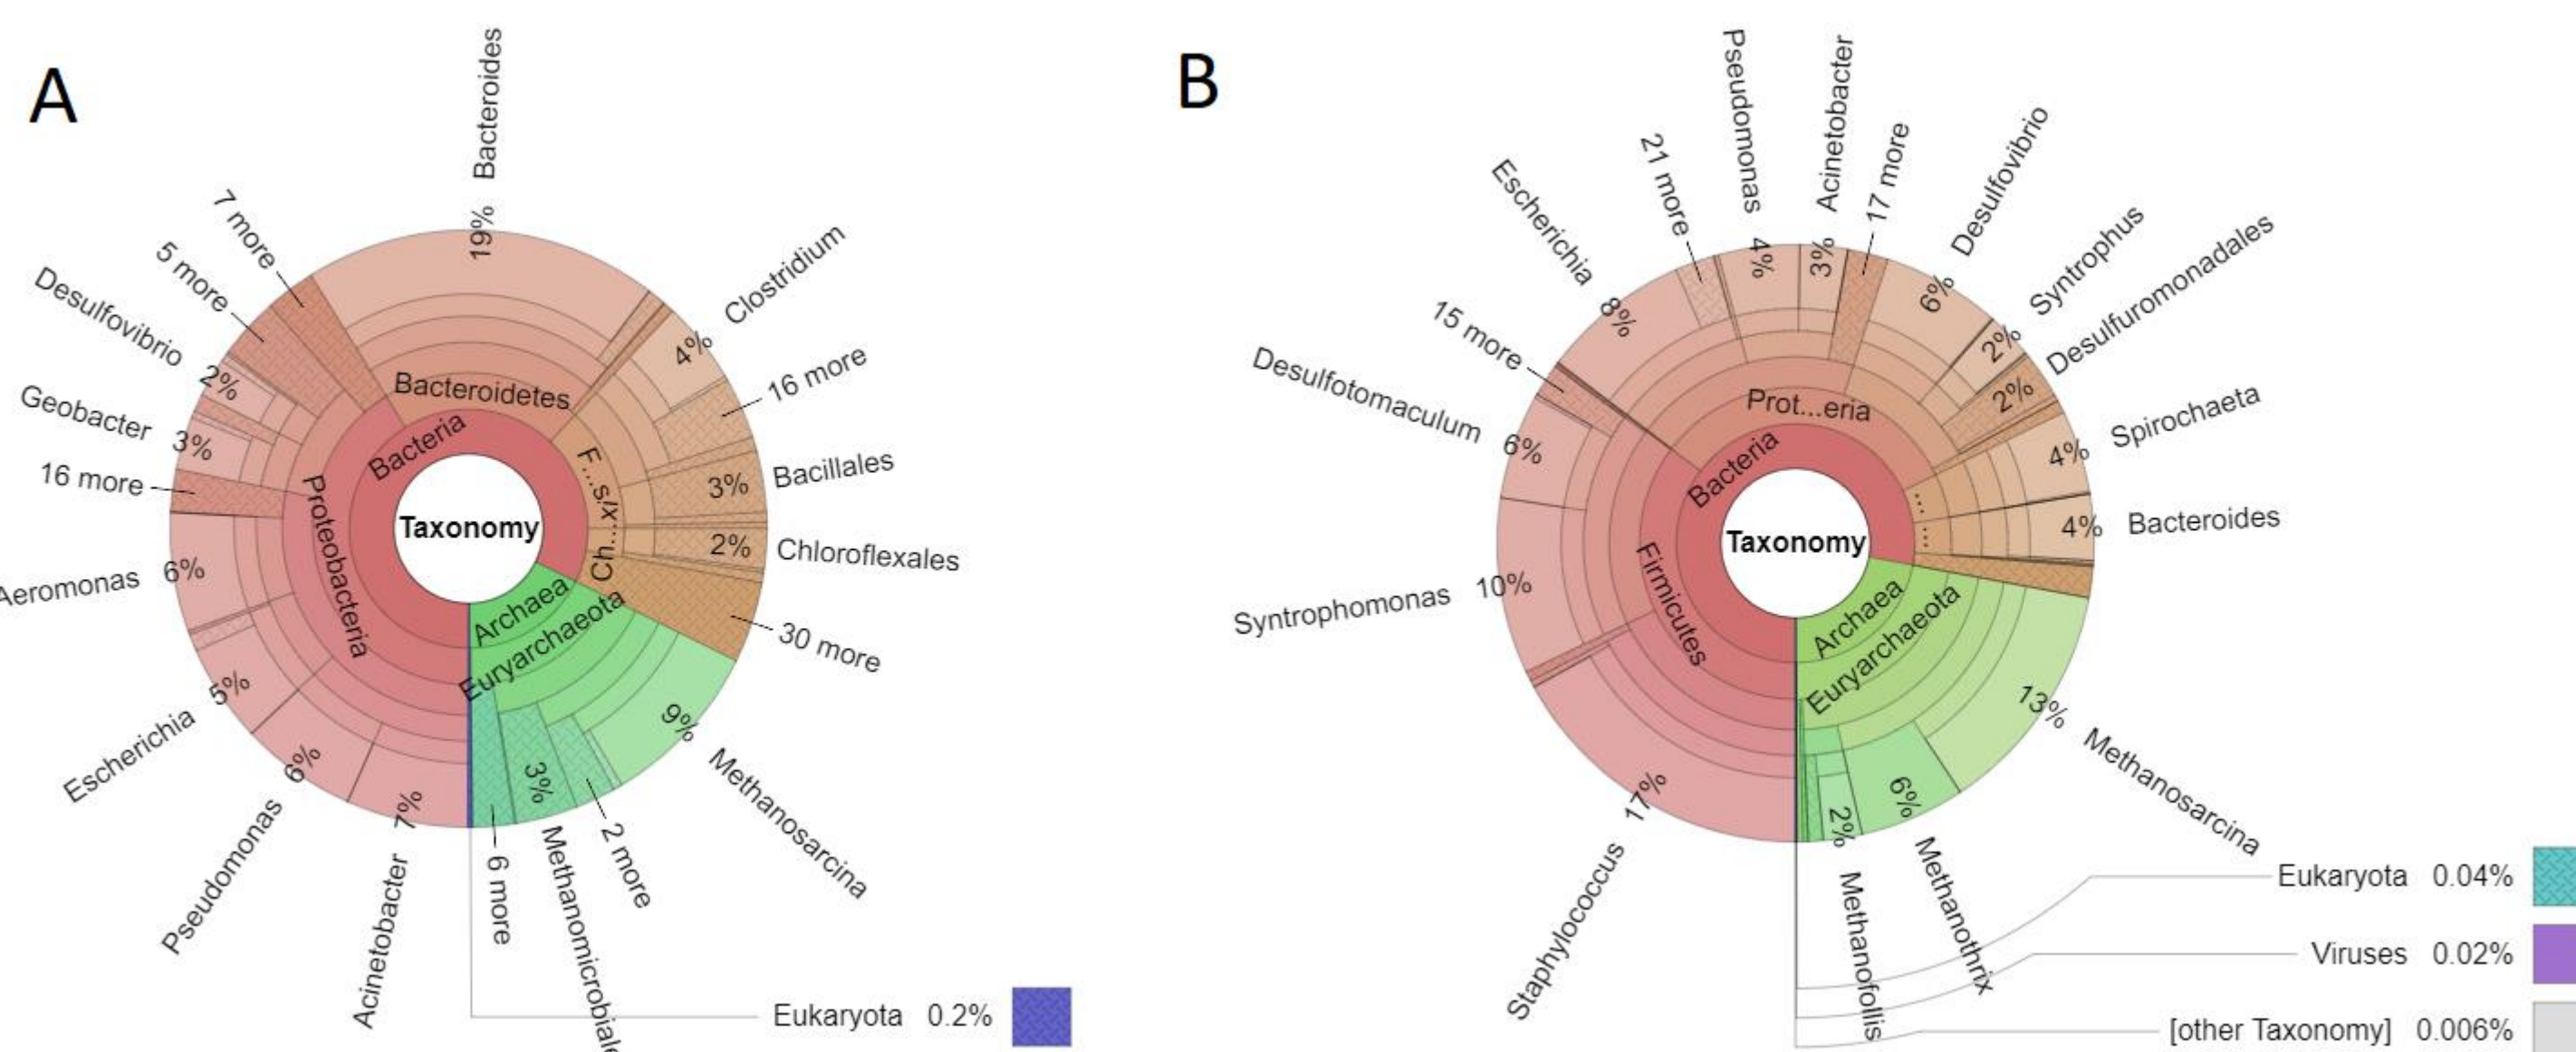 A
Bacteroides
19%
7 more
5 more
Desulfovibrio
2%
Geobacter
3%
16 more
Aeromonas 6%
Escherichia
5%
Pseudomonas
6%
Acinetobacter
7%
Clostridium
4%
16 more
Bacillales
3%
Chloroflexales
2%
30 more
Methanosarcina
9%
2 more
Methanomicrobiale
3%
6 more
Bacteria
Bacteroidetes
F...s/x...
Ch...
Proteobacteria
Taxonomy
Archaea
Euryarchaeota
Eukaryota 0.2%
B
Pseudomonas
4%
Acinetobacter
3%
17 more
Desulfovibrio
6%
Syntrophus
2%
Desulfuromonadales
2%
Spirochaeta
4%
Bacteroides
4%
21 more
Escherichia
8%
15 more
Desulfotomaculum
6%
Syntrophomonas 10%
Staphylococcus
17%
Prot...eria
Bacteria
Firmicutes
...
...
Taxonomy
Archaea
Euryarchaeota
Methanosarcina
13%
Methanothrix
6%
Methanofollis
2%
Eukaryota 0.04%
Viruses 0.02%
[other Taxonomy] 0.006%